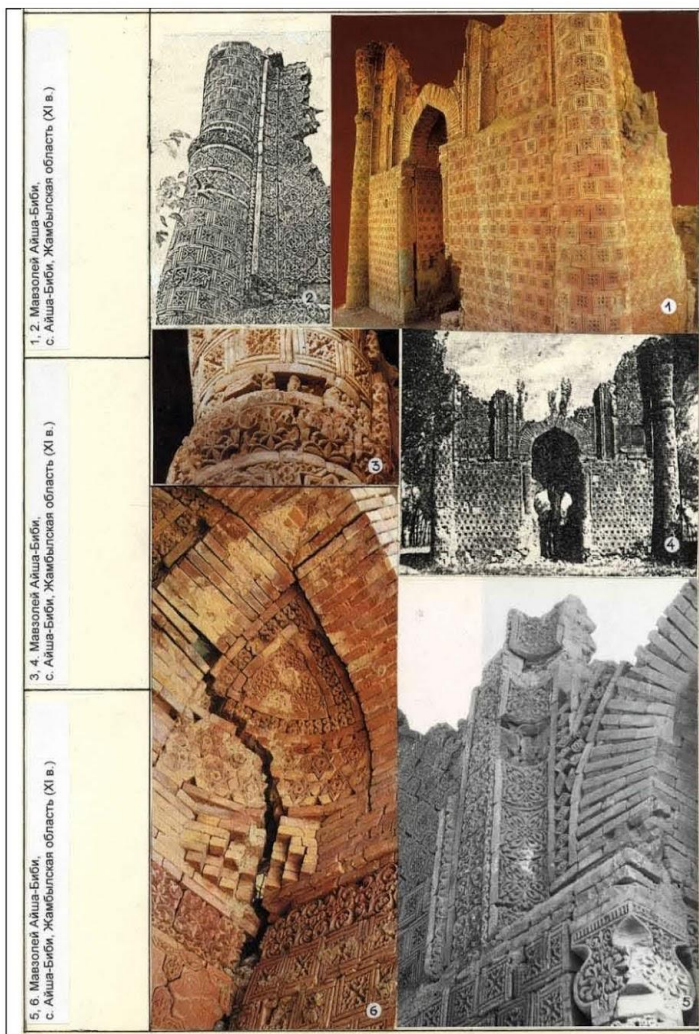 1, 2. Мавзолей Айша-Биби,
с. Айша-Биби, Жамбылская область (XI в.)
3, 4. Мавзолей Айша-Биби,
с. Айша-Биби, Жамбылская область (XI в.)
5, 6. Мавзолей Айша-Биби,
с. Айша-Биби, Жамбылская область (XI в.)
2
1
3
4
6
5